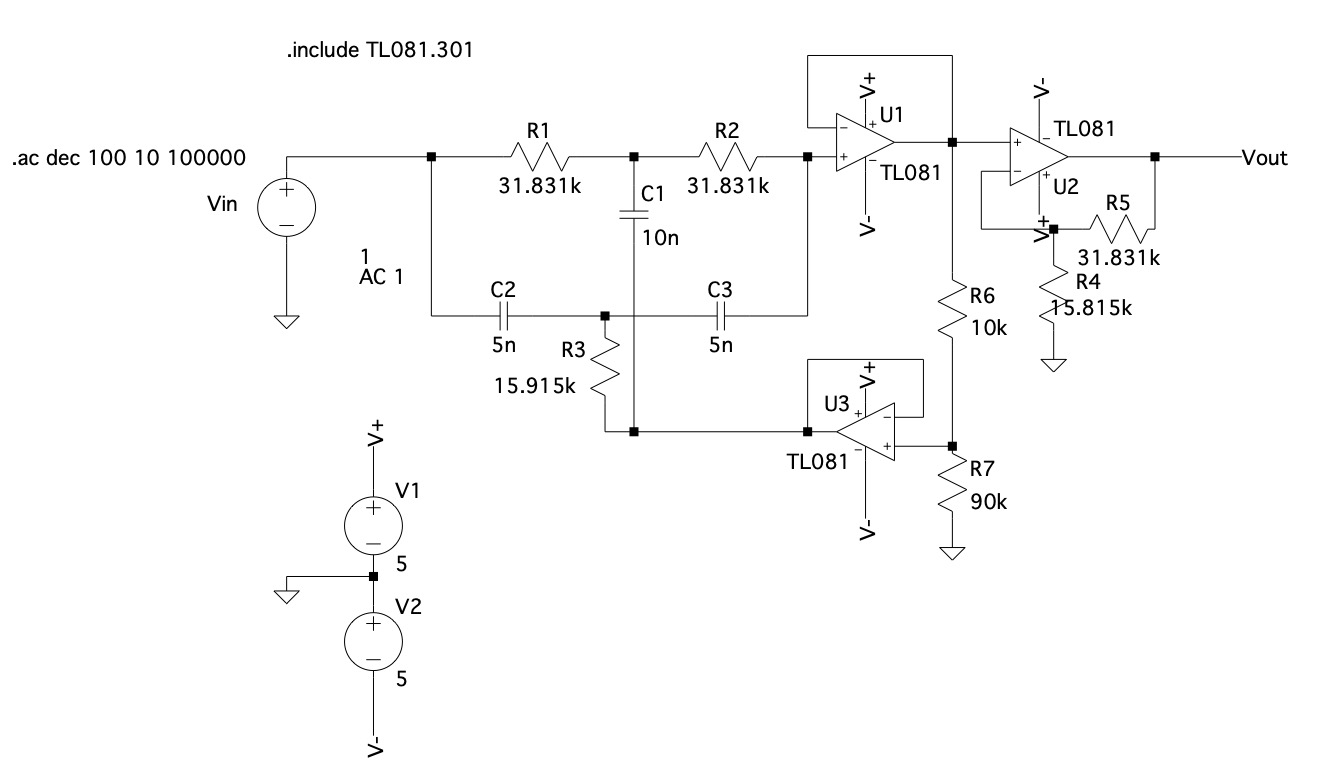 .include TL081.301
V+
U1
+
−
+
−
TL081
V-
V-
TL081
−
+
−
+
U2
V+
Vout
R1
31.831k
R2
31.831k
.ac dec 100 10 100000
Vin
+
−
C1
10n
R5
31.831k
R4
15.815k
1
AC 1
C2
5n
C3
5n
R6
10k
R3
15.915k
V+
U3
+
−
+
−
TL081
V-
R7
90k
V+
V1
+
−
5
V2
+
−
5
V-